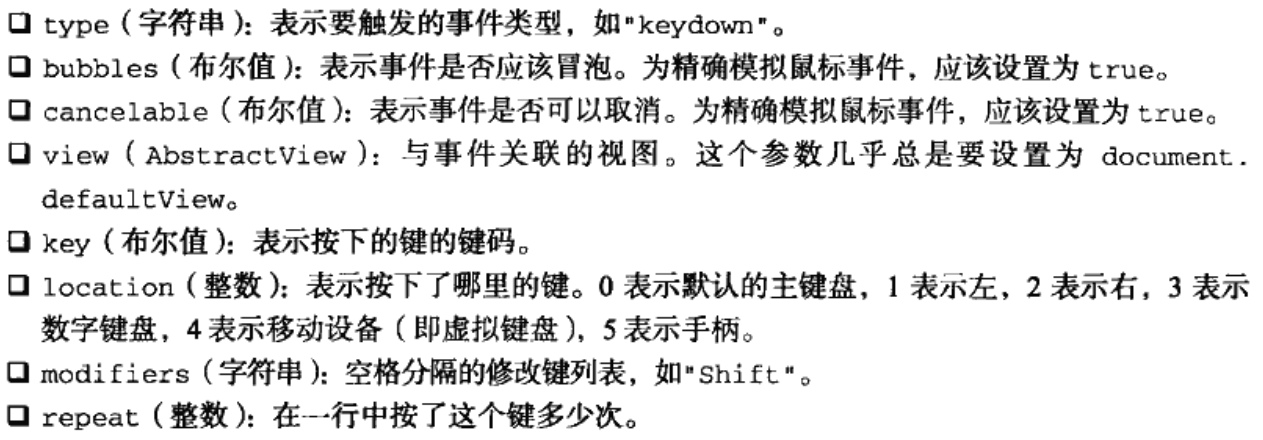 ❑ type（字符串）：表示要触发的事件类型，如"keydown"。
❑ bubbles（布尔值）：表示事件是否应该冒泡。为精确模拟鼠标事件，应该设置为 true。
❑ cancelable（布尔值）：表示事件是否可以取消。为精确模拟鼠标事件，应该设置为 true。
❑ view（AbstractView）：与事件关联的视图。这个参数几乎总是要设置为 document.
defaultView。
❑ key（布尔值）：表示按下的键的键码。
❑ location（整数）：表示按下了哪里的键。0 表示默认的主键盘，1 表示左，2 表示右，3 表示
数字键盘，4 表示移动设备（即虚拟键盘），5 表示手柄。
❑ modifiers（字符串）：空格分隔的修改键列表，如"Shift"。
❑ repeat（整数）：在一行中按了这个键多少次。